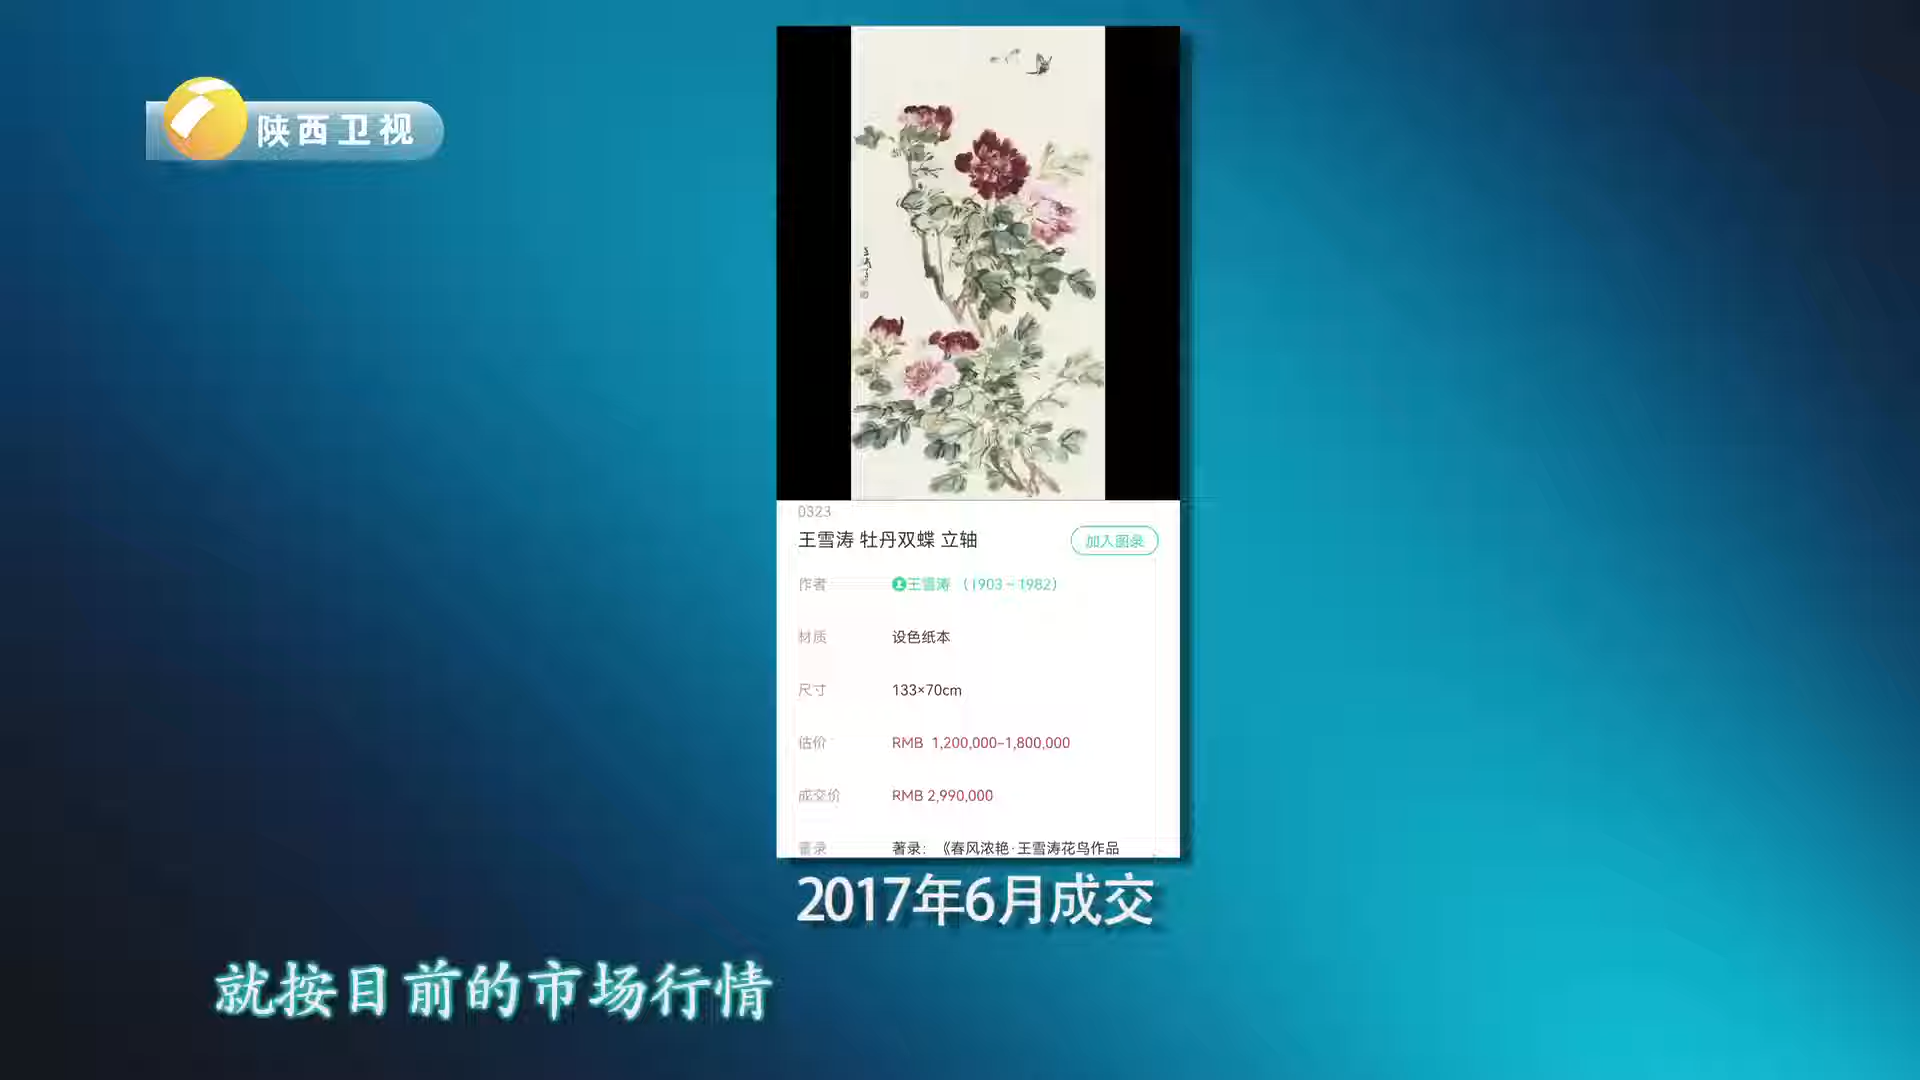 陕西卫视
0323
王雪涛 牡丹双蝶 立轴
加入图录
作者 王雪涛 （1903－1982）
材质 设色纸本
尺寸 133×70cm
估价 RMB 1,200,000-1,800,000
成交价 RMB 2,990,000
著录 著录：《春风浓艳·王雪涛花鸟作品
2017年6月成交
就按目前的市场行情